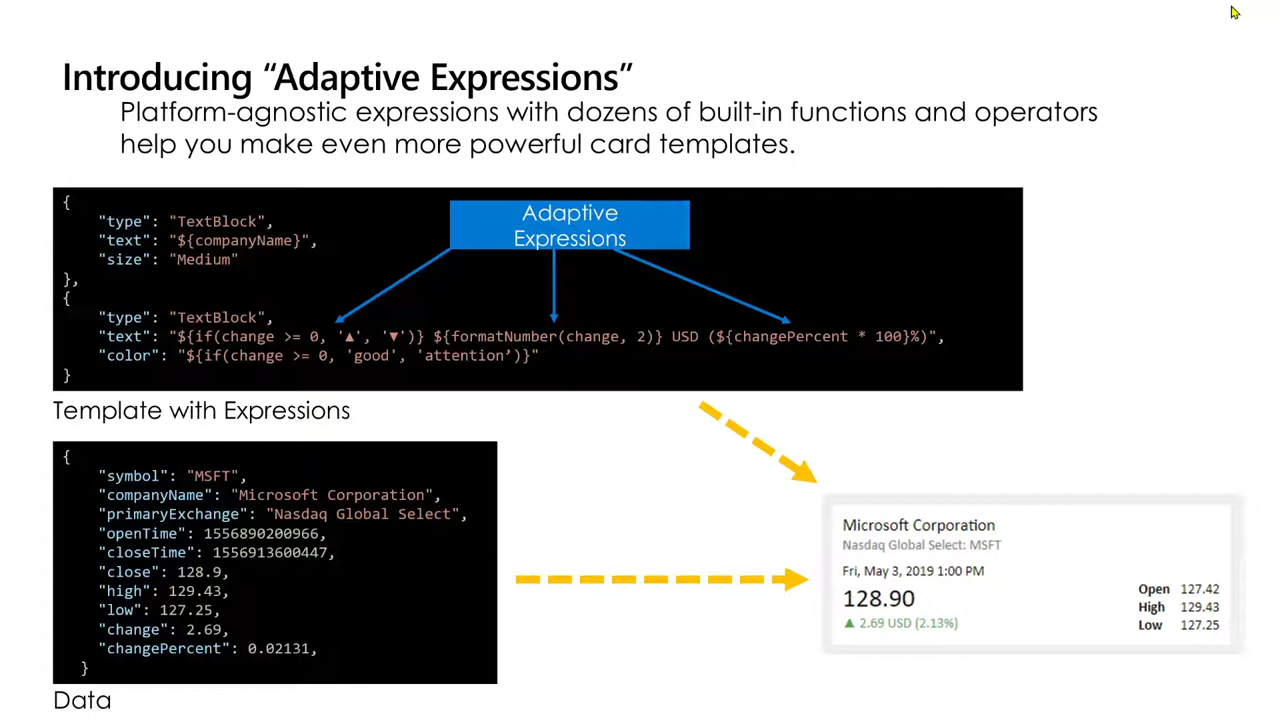 Introducing “Adaptive Expressions”
Platform-agnostic expressions with dozens of built-in functions and operators
help you make even more powerful card templates.
{
"type": "TextBlock",
"text": "${companyName}",
"size": "Medium"
},
{
"type": "TextBlock",
"text": "${if(change >= 0, '▲', '▼')} ${formatNumber(change, 2)} USD (${changePercent * 100}%)",
"color": "${if(change >= 0, 'good', 'attention’)}"
}
Adaptive
Expressions
Template with Expressions
{
"symbol": "MSFT",
"companyName": "Microsoft Corporation",
"primaryExchange": "Nasdaq Global Select",
"openTime": 1556890200966,
"closeTime": 1556913600447,
"close": 128.9,
"high": 129.43,
"low": 127.25,
"change": 2.69,
"changePercent": 0.02131,
}
Data
Microsoft Corporation
Nasdaq Global Select: MSFT
Fri, May 3, 2019 1:00 PM
128.90
▲ 2.69 USD (2.13%)
Open 127.42
High 129.43
Low 127.25